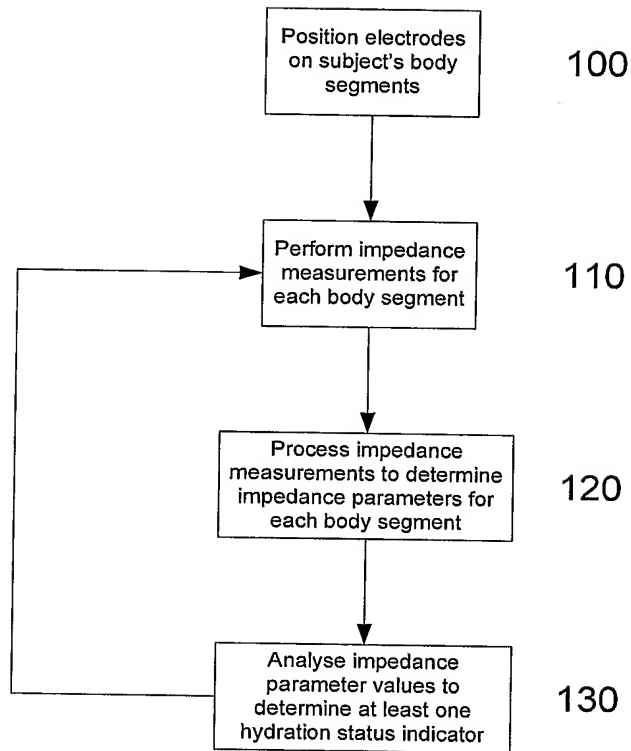 Position electrodes
on subject's body
segments
100
Perform impedance
measurements for
each body segment
110
Process impedance
measurements to determine
impedance parameters for
each body segment
120
Analyse impedance
parameter values to
determine at least one
hydration status indicator
130